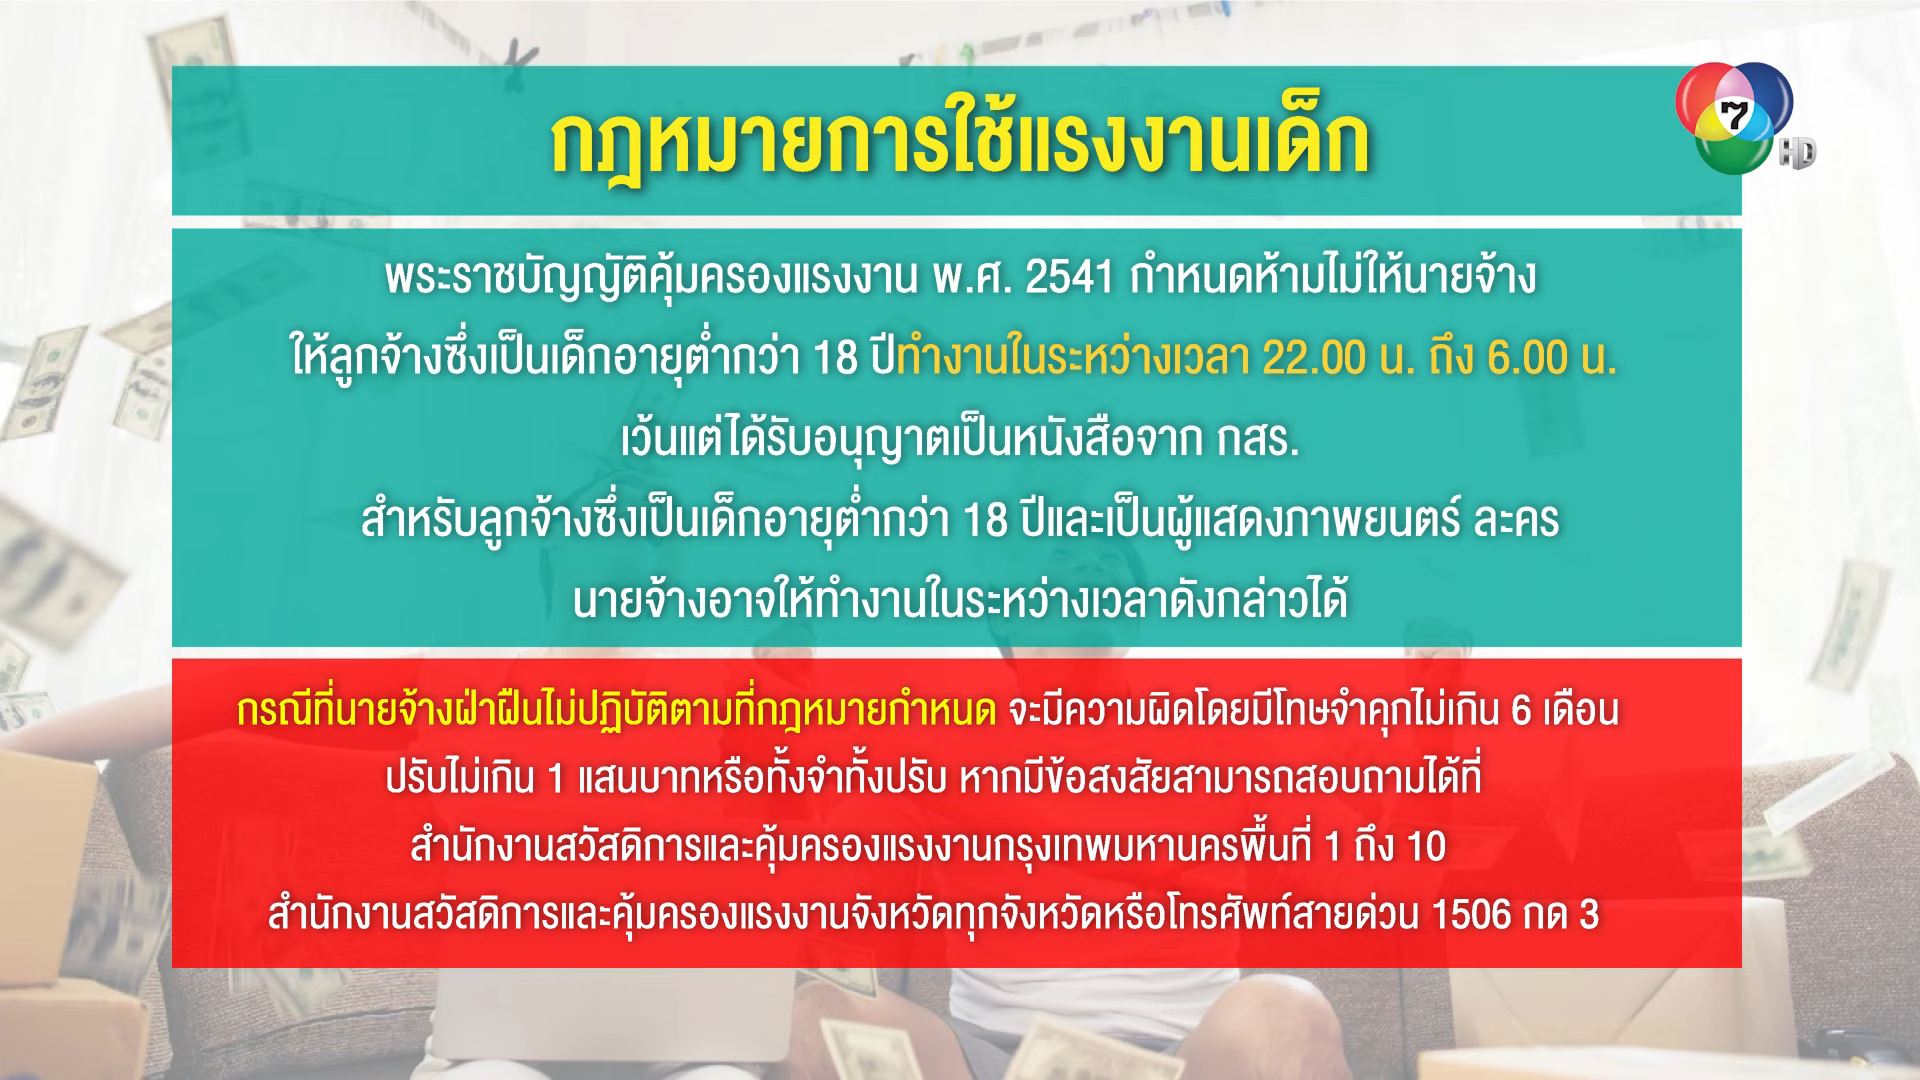 กฎหมายการใช้แรงงานเด็ก
7
HD
พระราชบัญญัติคุ้มครองแรงงาน พ.ศ. 2541 กำหนดห้ามไม่ให้นายจ้าง
ให้ลูกจ้างซึ่งเป็นเด็กอายุต่ำกว่า 18 ปีทำงานในระหว่างเวลา 22.00 น. ถึง 6.00 น.
เว้นแต่ได้รับอนุญาตเป็นหนังสือจาก กสร.
สำหรับลูกจ้างซึ่งเป็นเด็กอายุต่ำกว่า 18 ปีและเป็นผู้แสดงภาพยนตร์ ละคร
นายจ้างอาจให้ทำงานในระหว่างเวลาดังกล่าวได้
กรณีที่นายจ้างฝ่าฝืนไม่ปฏิบัติตามที่กฎหมายกำหนด จะมีความผิดโดยมีโทษจำคุกไม่เกิน 6 เดือน
ปรับไม่เกิน 1 แสนบาทหรือทั้งจำทั้งปรับ หากมีข้อสงสัยสามารถสอบถามได้ที่
สำนักงานสวัสดิการและคุ้มครองแรงงานกรุงเทพมหานครพื้นที่ 1 ถึง 10
สำนักงานสวัสดิการและคุ้มครองแรงงานจังหวัดทุกจังหวัดหรือโทรศัพท์สายด่วน 1506 กด 3